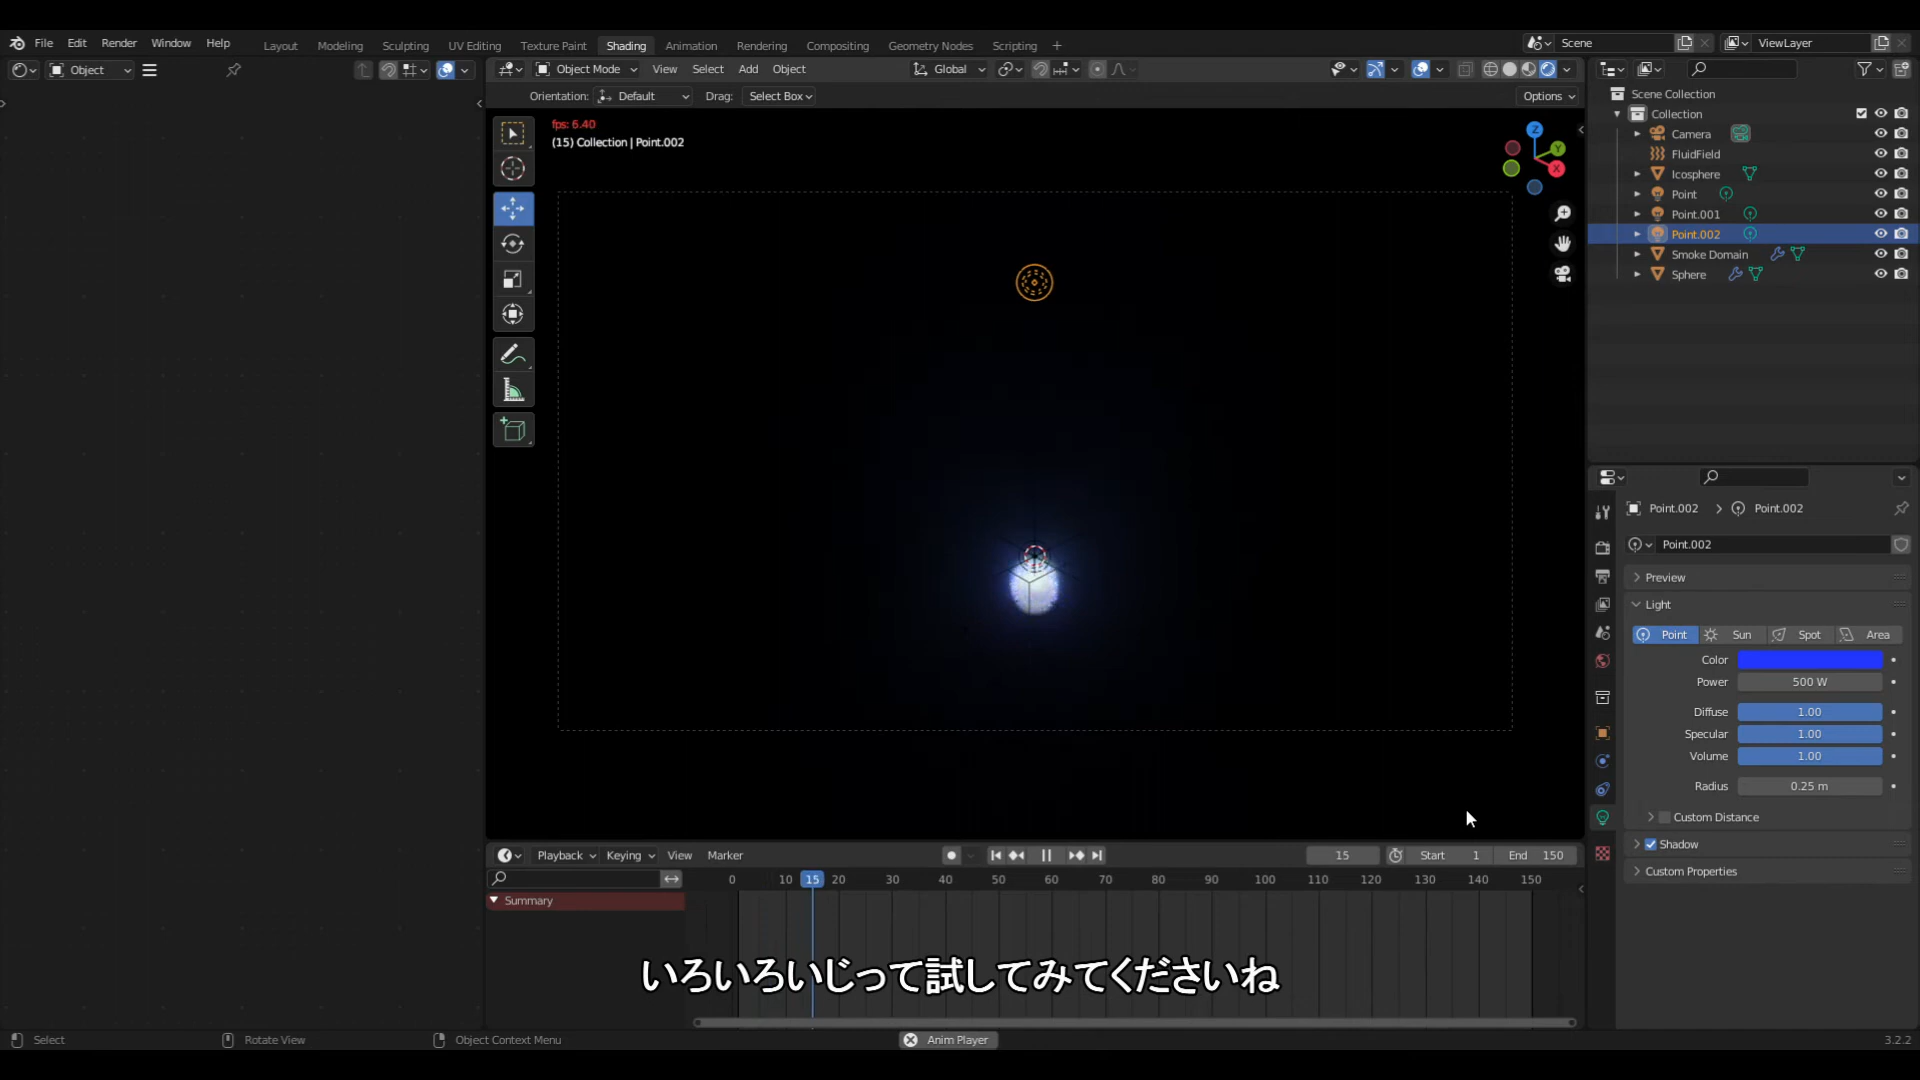 File Edit Render Window Help
Layout Modeling Sculpting UV Editing Texture Paint Shading Animation Rendering Compositing Geometry Nodes Scripting +
Scene
ViewLayer
Object
Object Mode View Select Add Object
Global
Orientation: Default Drag: Select Box
Options
fps: 6.40
(15) Collection | Point.002
Z
Y
X
Scene Collection
Collection
Camera
FluidField
Icosphere
Point
Point.001
Point.002
Smoke Domain
Sphere
Point.002 > Point.002
Point.002
Preview
Light
Point Sun Spot Area
Color
Power 500 W
Diffuse 1.00
Specular 1.00
Volume 1.00
Radius 0.25 m
Custom Distance
Shadow
Custom Properties
Playback Keying View Marker
15 Start 1 End 150
0 10 15 20 30 40 50 60 70 80 90 100 110 120 130 140 150
Summary
いろいろいじって試してみてくださいね
Select Rotate View Object Context Menu Anim Player 3.2.2